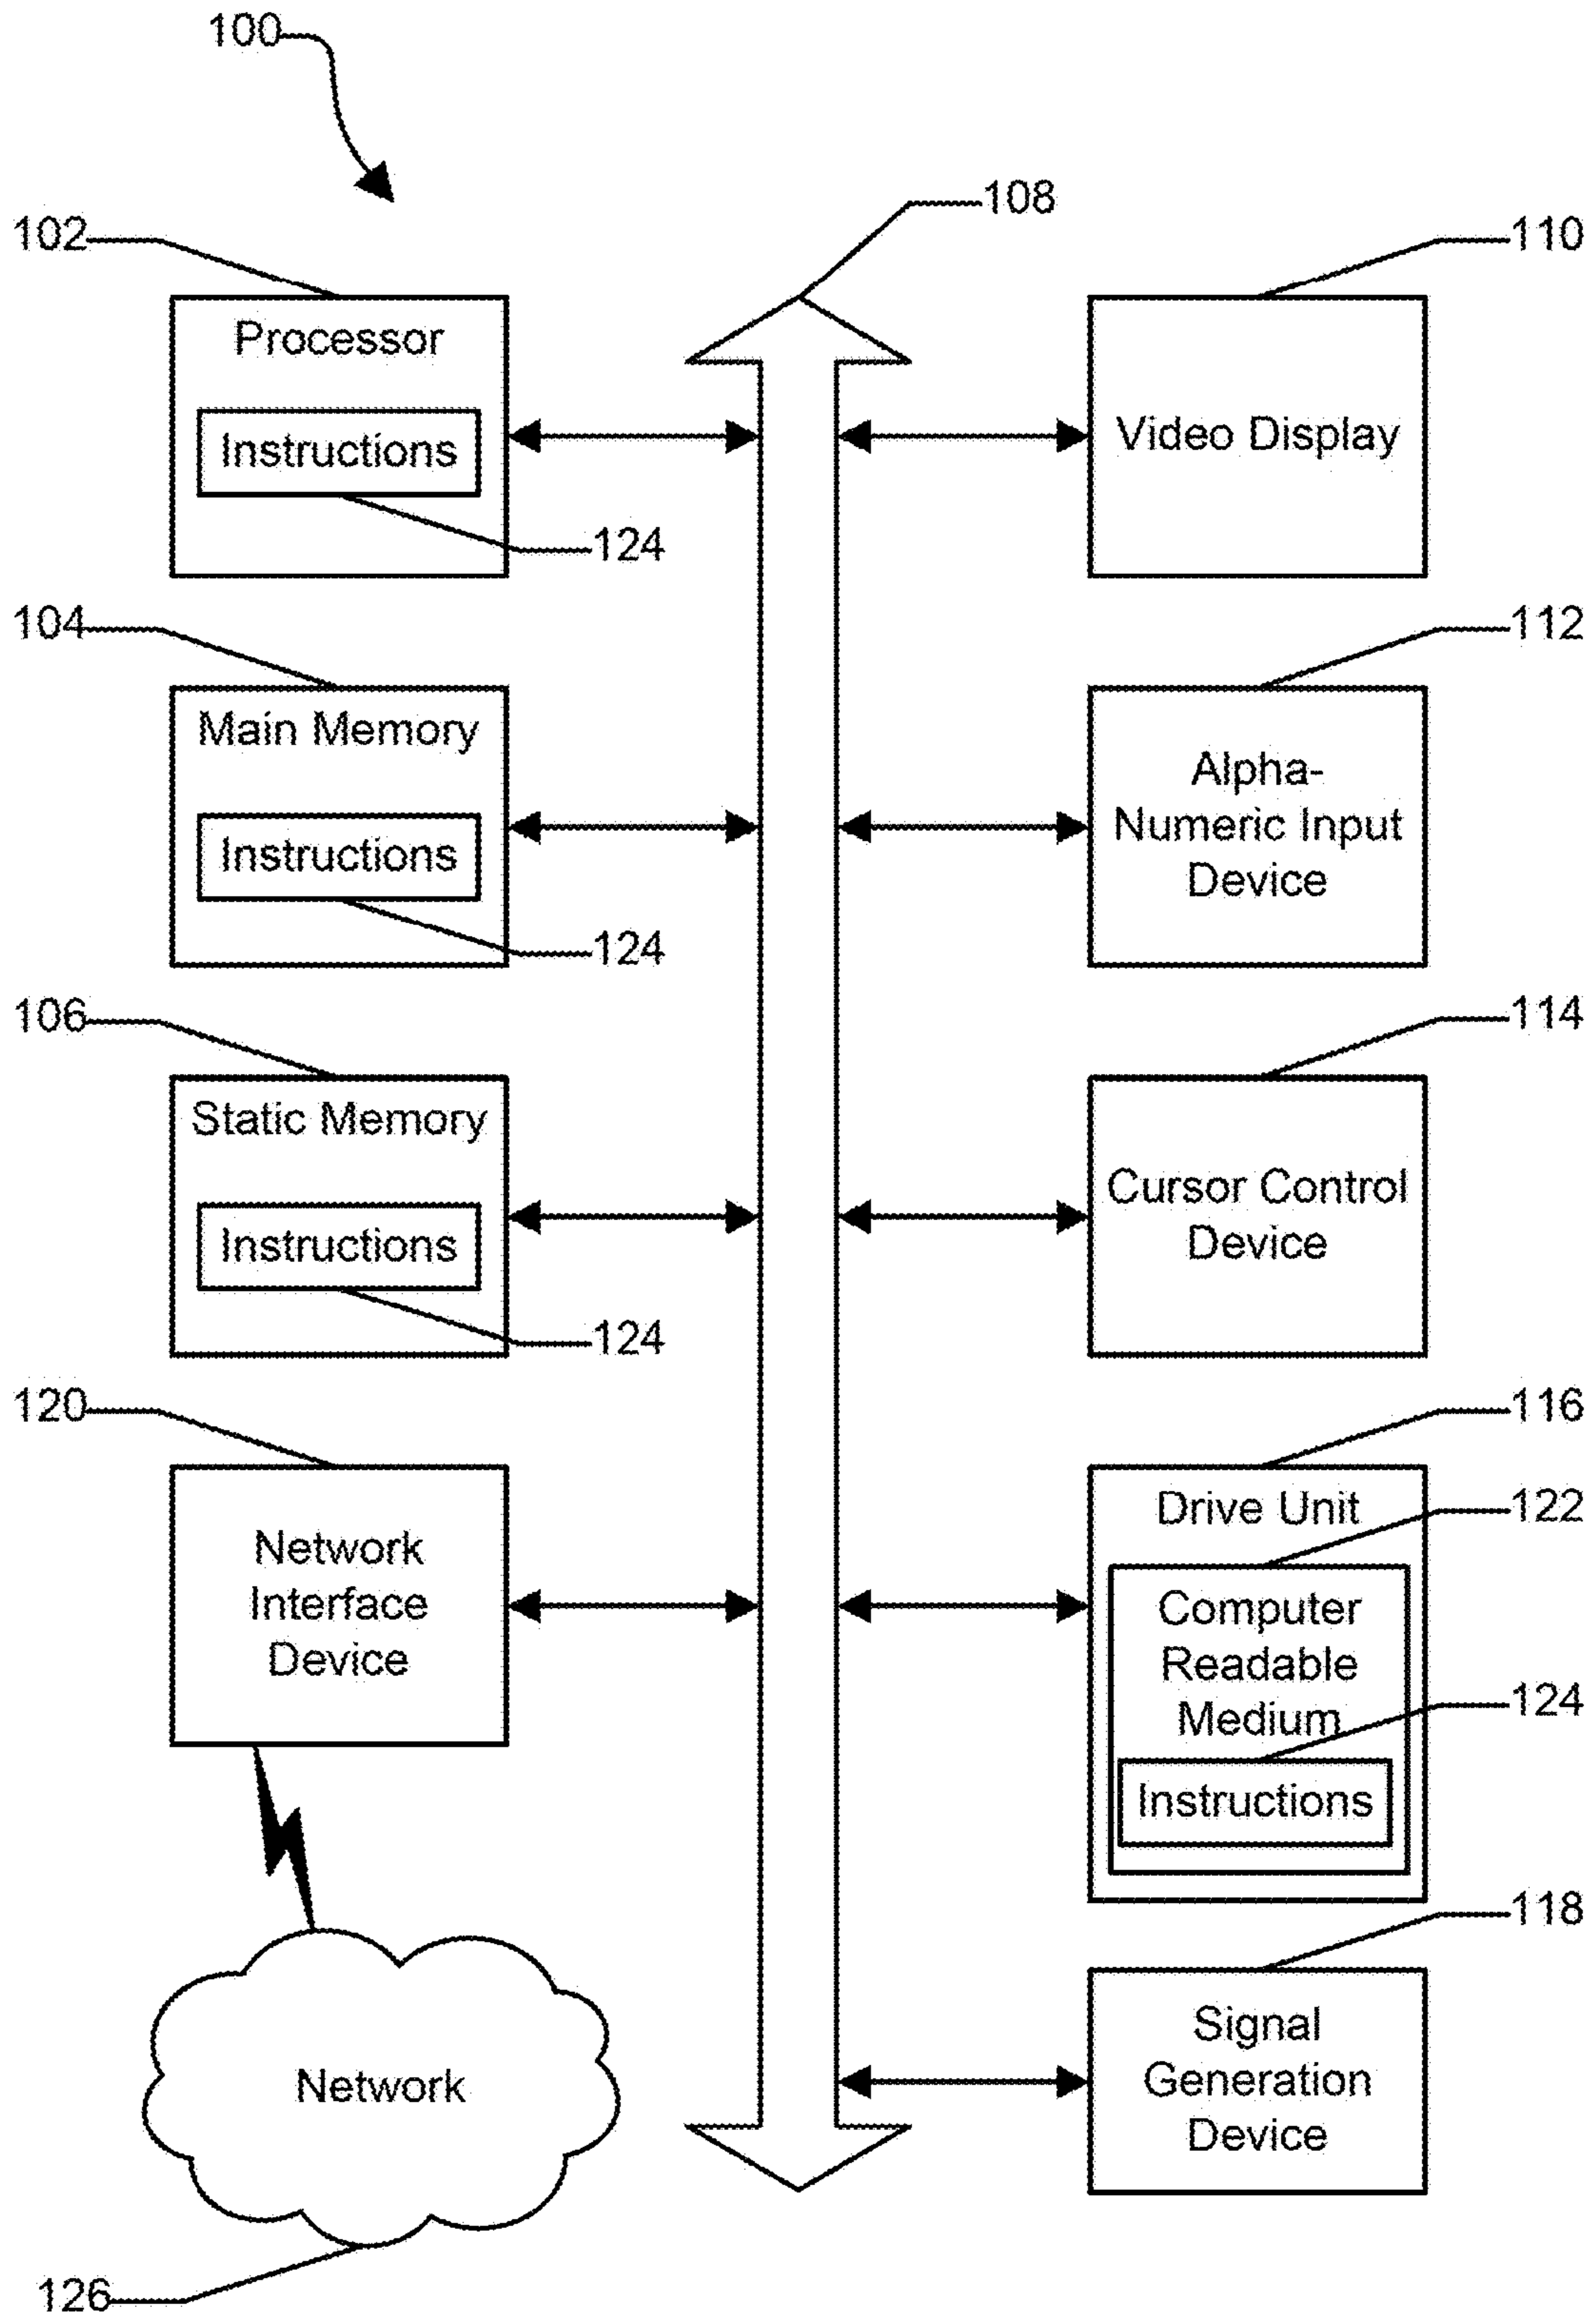 100
108
102
110
Processor
Instructions
124
Video Display
104
112
Main Memory
Instructions
124
Alpha-
Numeric Input
Device
106
114
Static Memory
Instructions
124
Cursor Control
Device
120
116
Network
Interface
Device
Drive Unit
122
Computer
Readable
Medium
124
Instructions
118
Network
Signal
Generation
Device
126